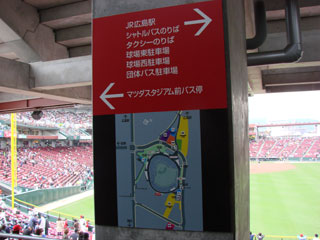 JR広島駅
シャトルバスのりば
タクシーのりば
球場東駐車場
球場西駐車場
団体バス駐車場
マツダスタジアム前バス停